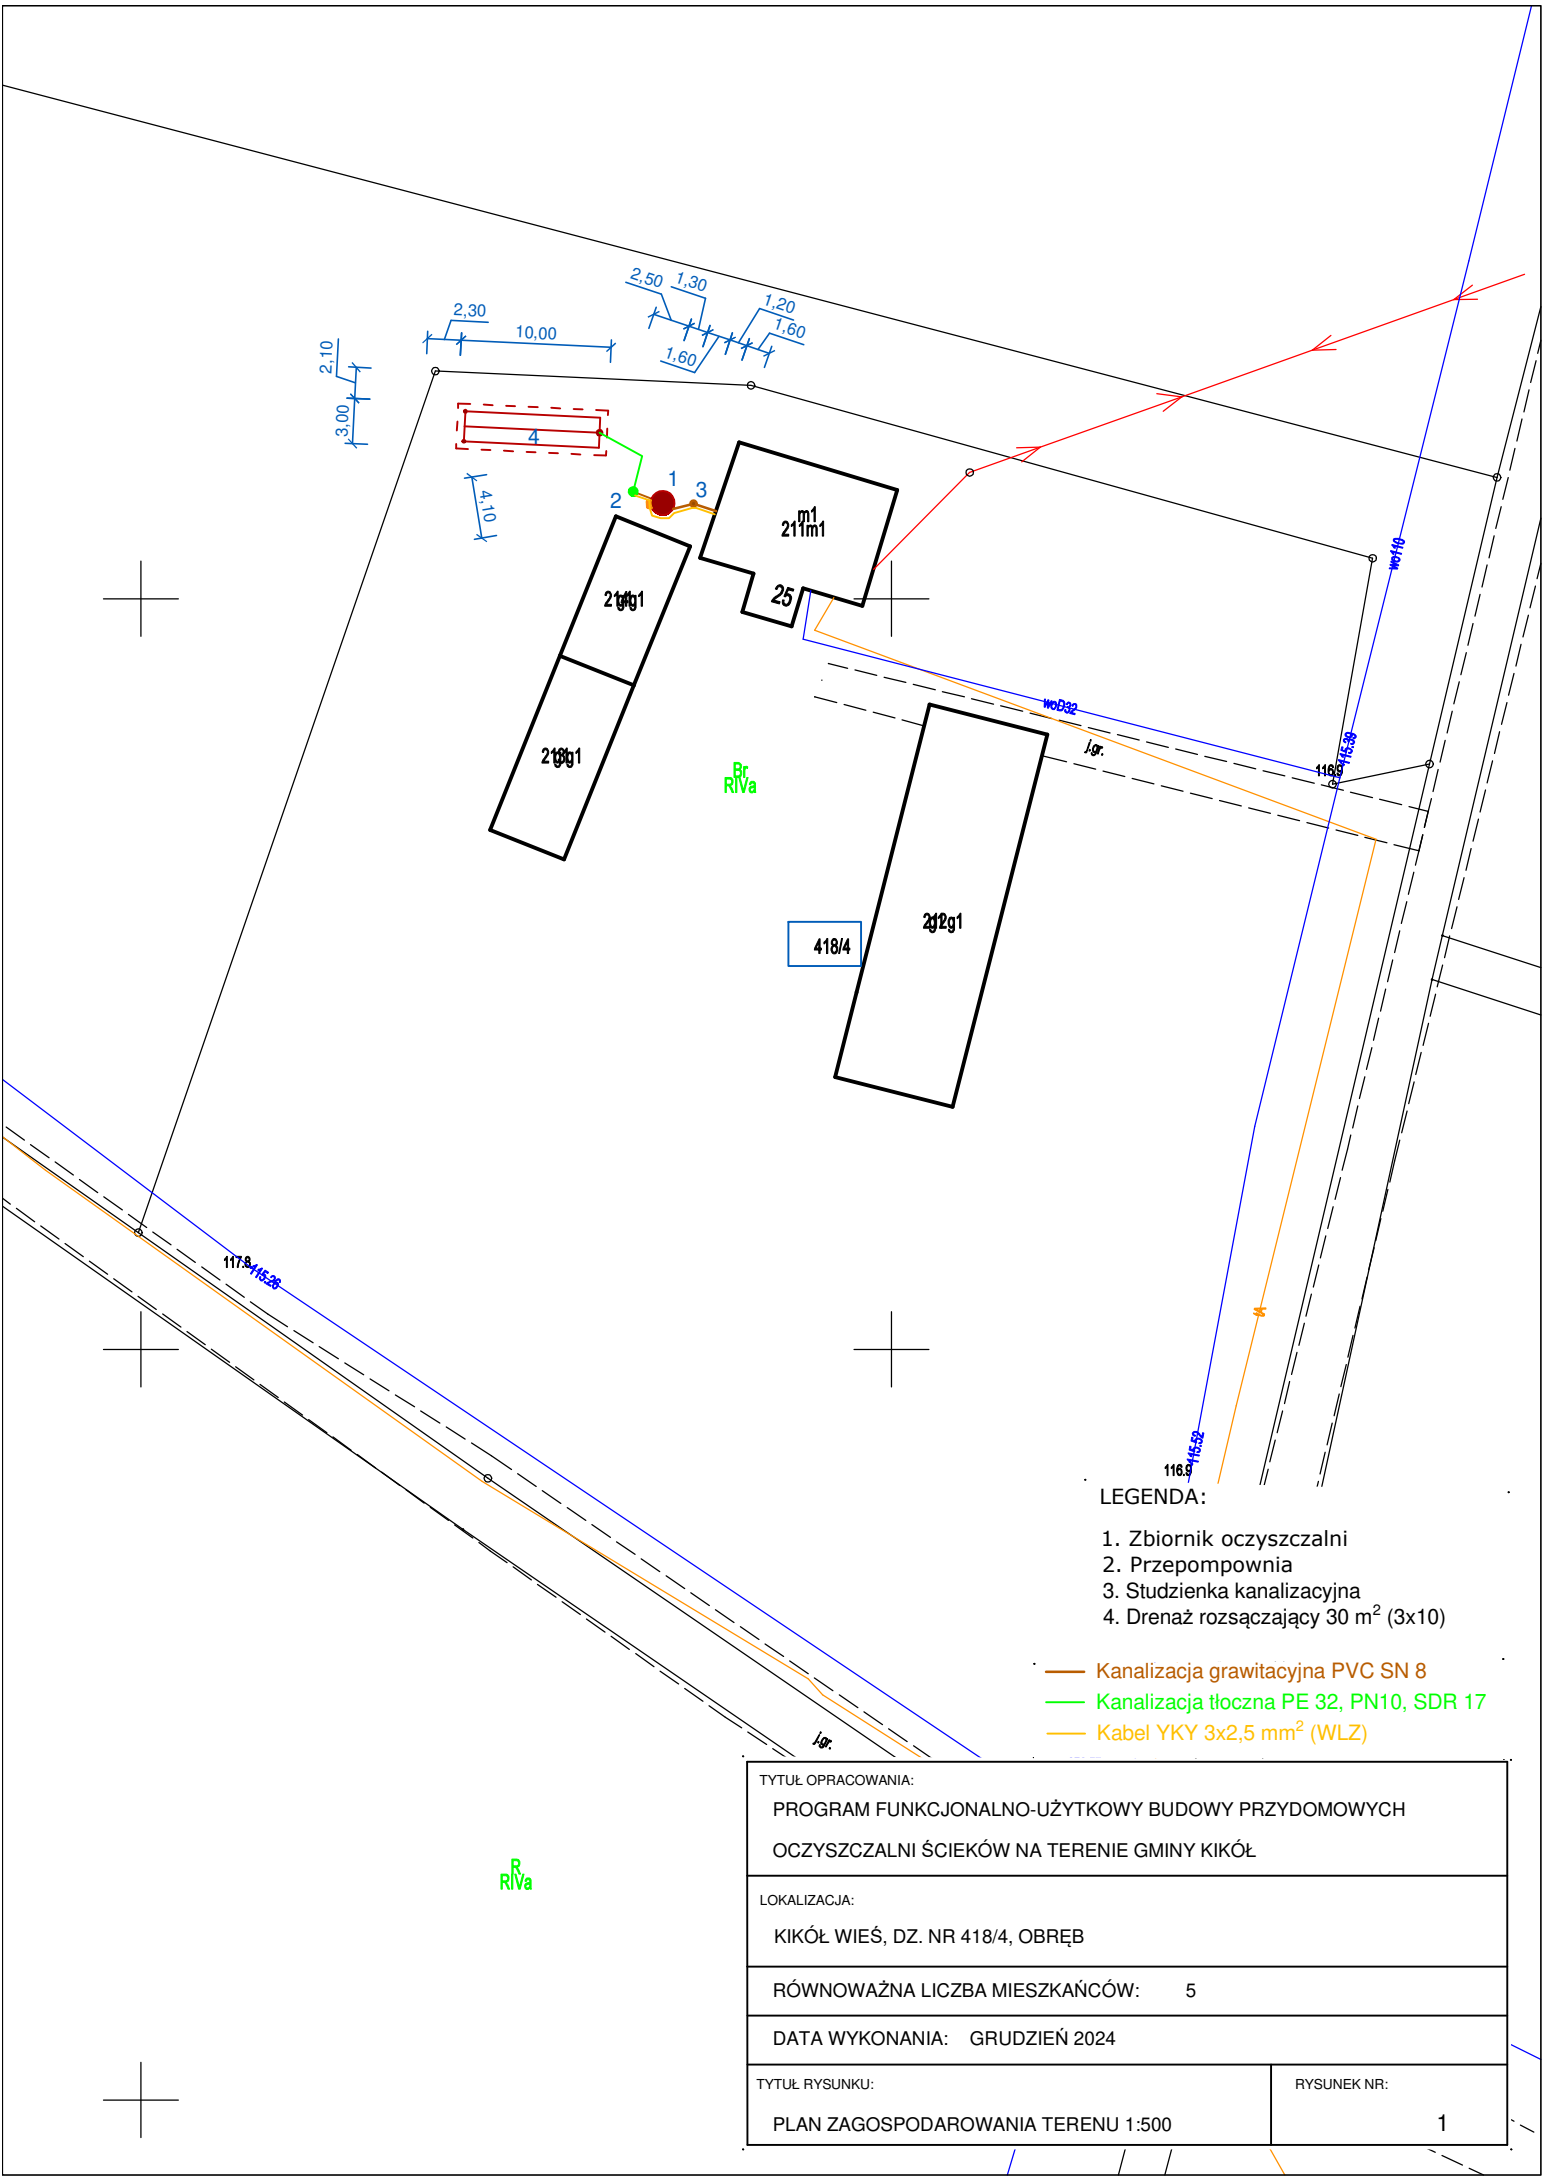 2,50
1,30
1,20
1,60
1,60
2,30
10,00
2,10
3,00
4
4,10
1
2
3
m1
211m1
25
wo110
woD32
j.gr.
115.39
116.9
Br
RIVa
418/4
117.8
115.26
115.52
116.9
LEGENDA:
1. Zbiornik oczyszczalni
2. Przepompownia
3. Studzienka kanalizacyjna
4. Drenaż rozsączający 30 m² (3x10)
Kanalizacja grawitacyjna PVC SN 8
Kanalizacja tłoczna PE 32, PN10, SDR 17
Kabel YKY 3x2,5 mm² (WLZ)
j.gr.
R
RIVa
TYTUŁ OPRACOWANIA:
PROGRAM FUNKCJONALNO-UŻYTKOWY BUDOWY PRZYDOMOWYCH
OCZYSZCZALNI ŚCIEKÓW NA TERENIE GMINY KIKÓŁ
LOKALIZACJA:
KIKÓŁ WIEŚ, DZ. NR 418/4, OBRĘB
RÓWNOWAŻNA LICZBA MIESZKAŃCÓW: 5
DATA WYKONANIA: GRUDZIEŃ 2024
TYTUŁ RYSUNKU:
PLAN ZAGOSPODAROWANIA TERENU 1:500
RYSUNEK NR:
1